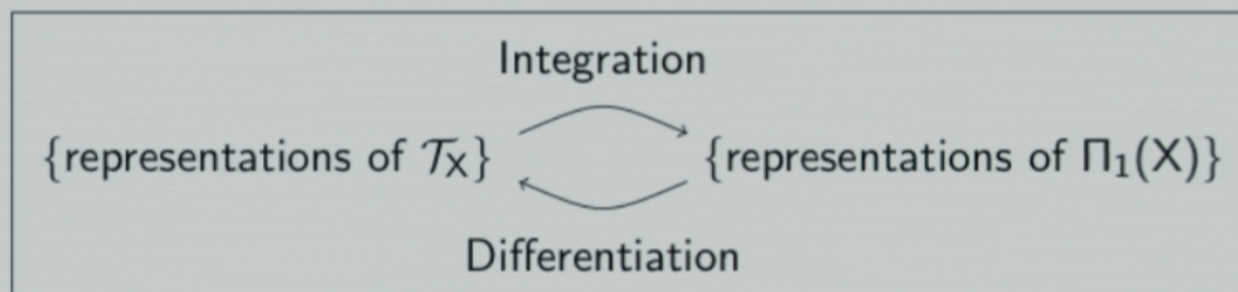 Integration
{representations of 𝒯X} {representations of Π₁(X)}
Differentiation